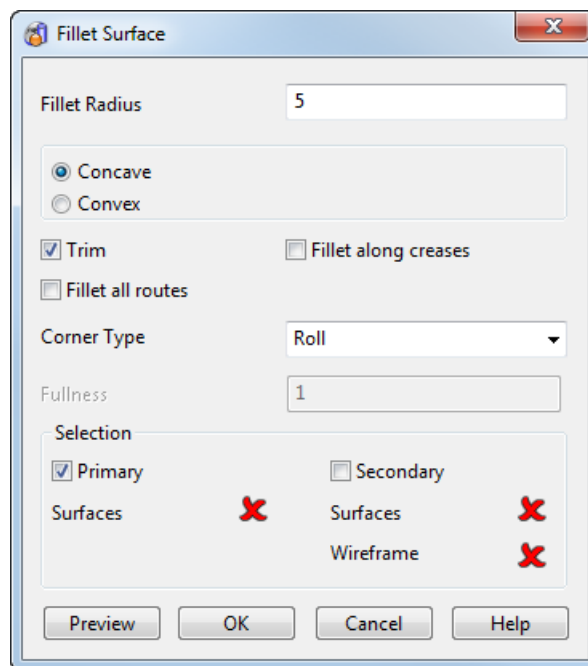 Fillet Surface
Fillet Radius 5
Concave
Convex
Trim Fillet along creases
Fillet all routes
Corner Type Roll
Fullness 1
Selection
Primary Secondary
Surfaces Surfaces
Wireframe
Preview OK Cancel Help